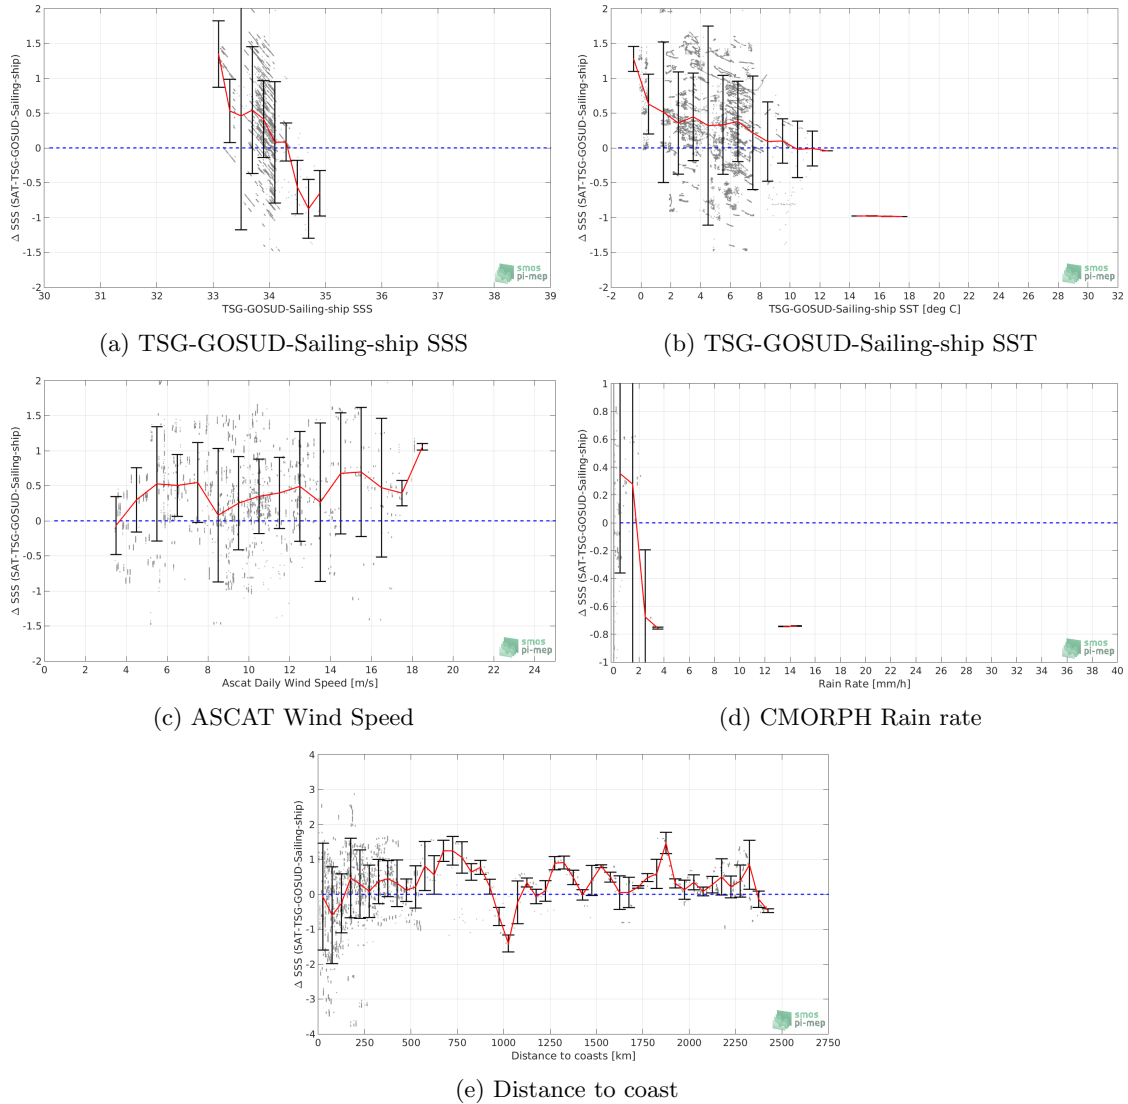 2
1.5
1
0.5
0
-0.5
-1
-1.5
-2
Δ SSS (SAT-TSG-GOSUD-Sailing-ship)
30 31 32 33 34 35 36 37 38 39
TSG-GOSUD-Sailing-ship SSS
smos
pi-mep
(a) TSG-GOSUD-Sailing-ship SSS
2
1.5
1
0.5
0
0.5
-1
-1.5
-2
Δ SSS (SAT-TSG-GOSUD-Sailing-ship)
-2 0 2 4 6 8 10 12 14 16 18 20 22 24 26 28 30 32
TSG-GOSUD-Sailing-ship SST [deg C]
smos
pi-mep
(b) TSG-GOSUD-Sailing-ship SST
2
1.5
1
0.5
0
0.5
-1
-1.5
-2
Δ SSS (SAT-TSG-GOSUD-Sailing-ship)
0 2 4 6 8 10 12 14 16 18 20 22 24
Ascat Daily Wind Speed [m/s]
smos
pi-mep
(c) ASCAT Wind Speed
1
0.8
0.6
0.4
0.2
0
-0.2
-0.4
-0.6
-0.8
-1
Δ SSS (SAT-TSG-GOSUD-Sailing-ship)
0 2 4 6 8 10 12 14 16 18 20 22 24 26 28 30 32 34 36 38 40
Rain Rate [mm/h]
smos
pi-mep
(d) CMORPH Rain rate
4
3
2
1
0
-1
-2
-3
-4
Δ SSS (SAT-TSG-GOSUD-Sailing-ship)
0 250 500 750 1000 1250 1500 1750 2000 2250 2500 2750
Distance to coasts [km]
smos
pi-mep
(e) Distance to coast